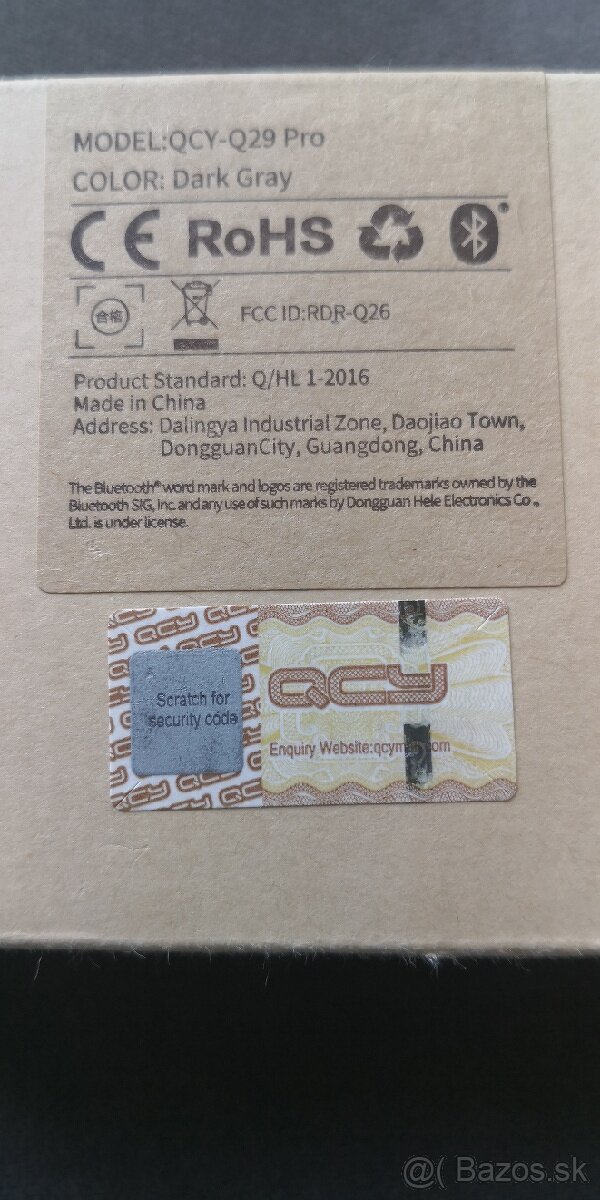 MODEL:QCY-Q29 Pro
COLOR: Dark Gray
CE RoHS
合格
FCC ID:RDR-Q26
Product Standard: Q/HL 1-2016
Made in China
Address: Dalingya Industrial Zone, Daojiao Town,
DongguanCity, Guangdong, China
The Bluetooth® word mark and logos are registered trademarks owned by the
Bluetooth SIG, Inc. and any use of such marks by Dongguan Hele Electronics Co.,
Ltd. is under license.
QCY
Scratch for
security code
QCY
Enquiry Website:
@( Bazos.sk